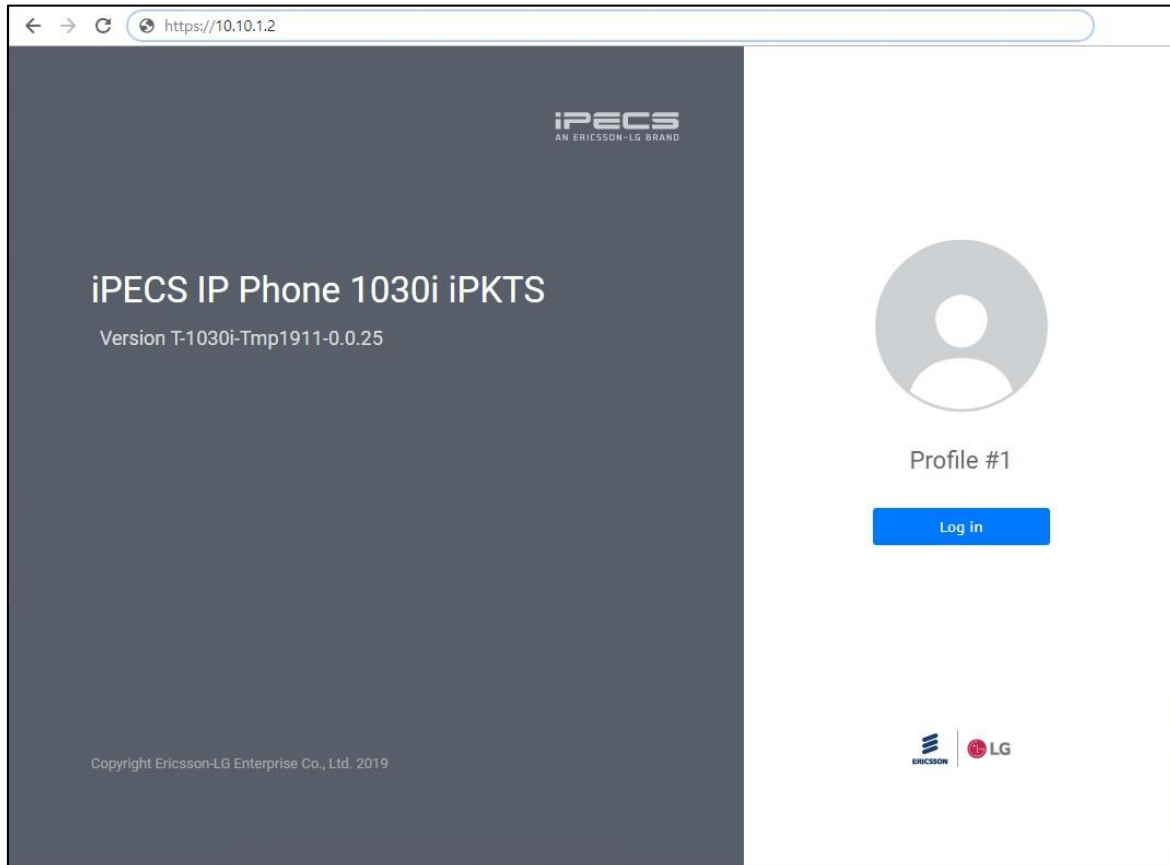 https://10.10.1.2
iPECS
AN ERICSSON-LG BRAND
iPECS IP Phone 1030i iPKTS
Version T-1030i-Tmp1911-0.0.25
Profile #1
Log in
Copyright Ericsson-LG Enterprise Co., Ltd. 2019
ERICSSON
LG